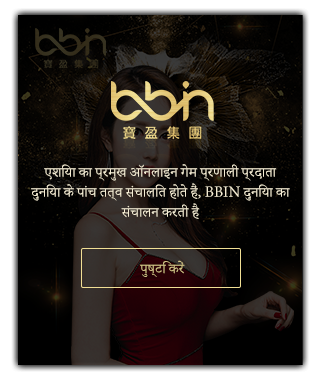 bbin
寶盈集團
bbin
寶盈集團
एशिया का प्रमुख ऑनलाइन गेम प्रणाली प्रदाता
दुनिया के पांच तत्व संचालित होते है, BBIN दुनिया का
संचालन करती है
पुष्टि करे